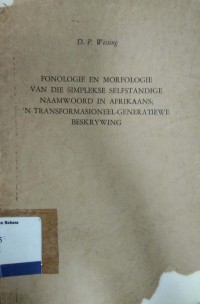 D. P. Wissing
FONOLOGIE EN MORFOLOGIE
VAN DIE SIMPLEKSE SELFSTANDIGE
NAAMWOORD IN AFRIKAANS;
'N TRANSFORMASIONEEL-GENERATIEWE
BESKRYWING